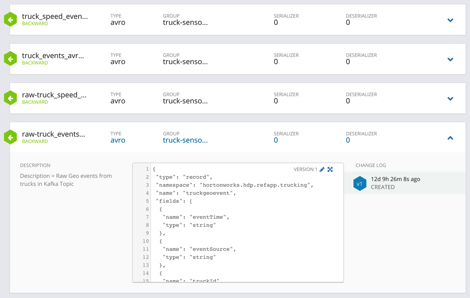 truck_speed_even...
BACKWARD
TYPE
avro
GROUP
truck-senso...
SERIALIZER
0
DESERIALIZER
0
truck_events_avr...
BACKWARD
TYPE
avro
GROUP
truck-senso...
SERIALIZER
0
DESERIALIZER
0
raw-truck_speed_...
BACKWARD
TYPE
avro
GROUP
truck-senso...
SERIALIZER
0
DESERIALIZER
0
raw-truck_events...
BACKWARD
TYPE
avro
GROUP
truck-senso...
SERIALIZER
0
DESERIALIZER
0
DESCRIPTION
Description = Raw Geo events from
trucks in Kafka Topic
VERSION 1
1 {
2 "type": "record",
3 "namespace": "hortonworks.hdp.refapp.trucking",
4 "name": "truckgeoevent",
5 "fields": [
6 {
7 "name": "eventTime",
8 "type": "string"
9 },
10 {
11 "name": "eventSource",
12 "type": "string"
13 },
14 {
15 "name": "truckId",
CHANGE LOG
v1
12d 9h 26m 8s ago
CREATED